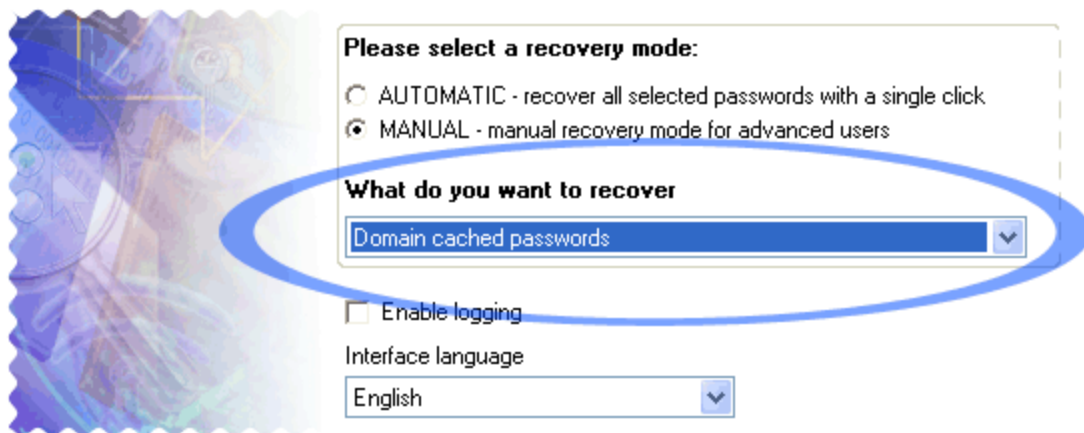 Please select a recovery mode:
AUTOMATIC - recover all selected passwords with a single click
MANUAL - manual recovery mode for advanced users
What do you want to recover
Domain cached passwords
Enable logging
Interface language
English